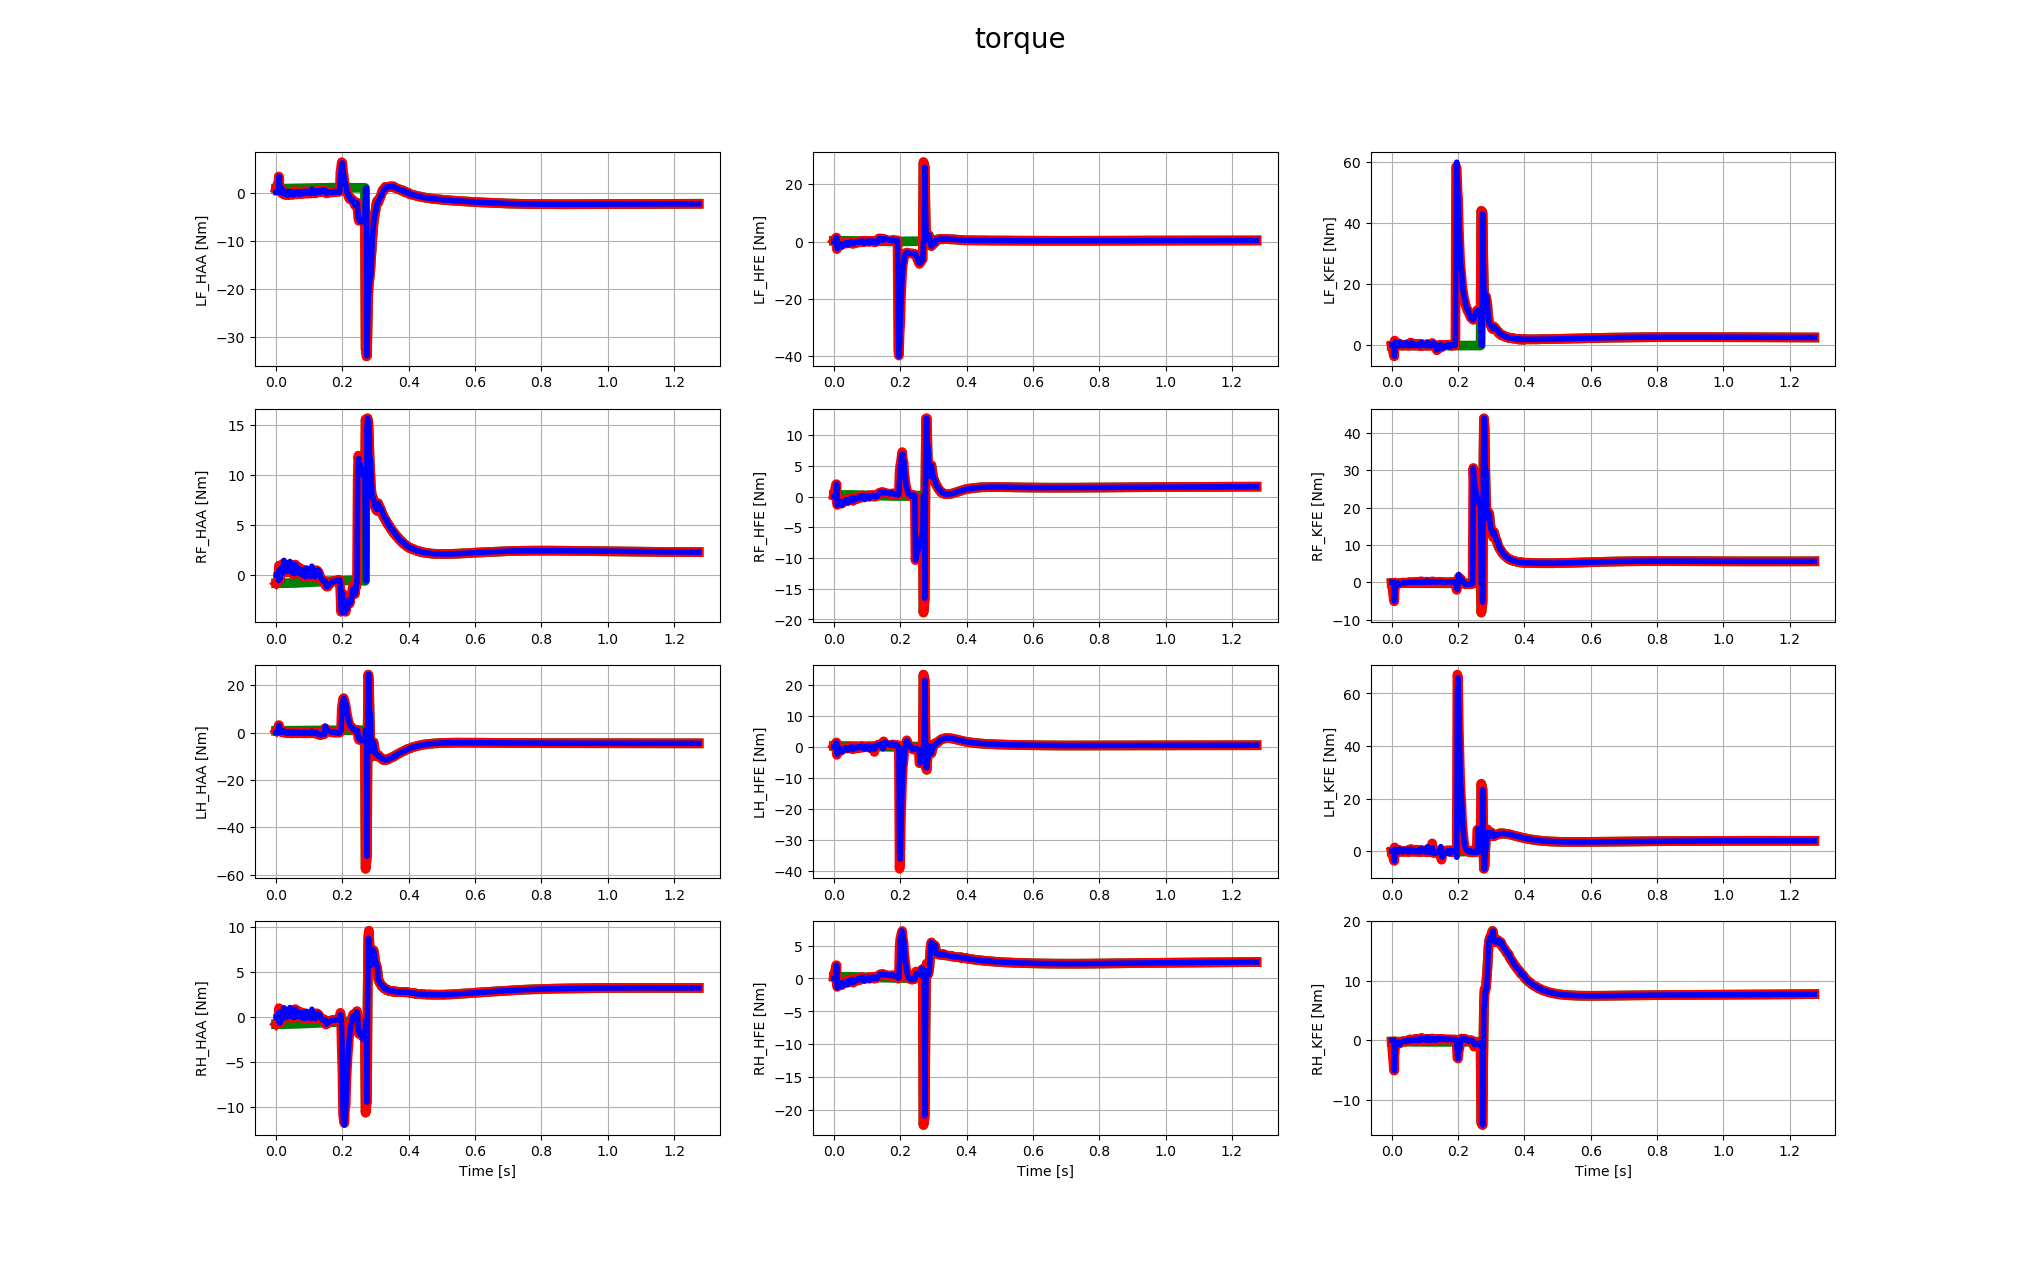 torque
LF_HAA [Nm]
0
−10
−20
−30
0.0 0.2 0.4 0.6 0.8 1.0 1.2
LF_HFE [Nm]
20
0
−20
−40
0.0 0.2 0.4 0.6 0.8 1.0 1.2
LF_KFE [Nm]
60
40
20
0
0.0 0.2 0.4 0.6 0.8 1.0 1.2
RF_HAA [Nm]
15
10
5
0
0.0 0.2 0.4 0.6 0.8 1.0 1.2
RF_HFE [Nm]
10
5
0
−5
−10
−15
−20
0.0 0.2 0.4 0.6 0.8 1.0 1.2
RF_KFE [Nm]
40
30
20
10
0
−10
0.0 0.2 0.4 0.6 0.8 1.0 1.2
LH_HAA [Nm]
20
0
−20
−40
−60
0.0 0.2 0.4 0.6 0.8 1.0 1.2
LH_HFE [Nm]
20
10
0
−10
−20
−30
−40
0.0 0.2 0.4 0.6 0.8 1.0 1.2
LH_KFE [Nm]
60
40
20
0
0.0 0.2 0.4 0.6 0.8 1.0 1.2
RH_HAA [Nm]
10
5
0
−5
−10
0.0 0.2 0.4 0.6 0.8 1.0 1.2
Time [s]
RH_HFE [Nm]
5
0
−5
−10
−15
−20
0.0 0.2 0.4 0.6 0.8 1.0 1.2
Time [s]
RH_KFE [Nm]
20
10
0
−10
0.0 0.2 0.4 0.6 0.8 1.0 1.2
Time [s]